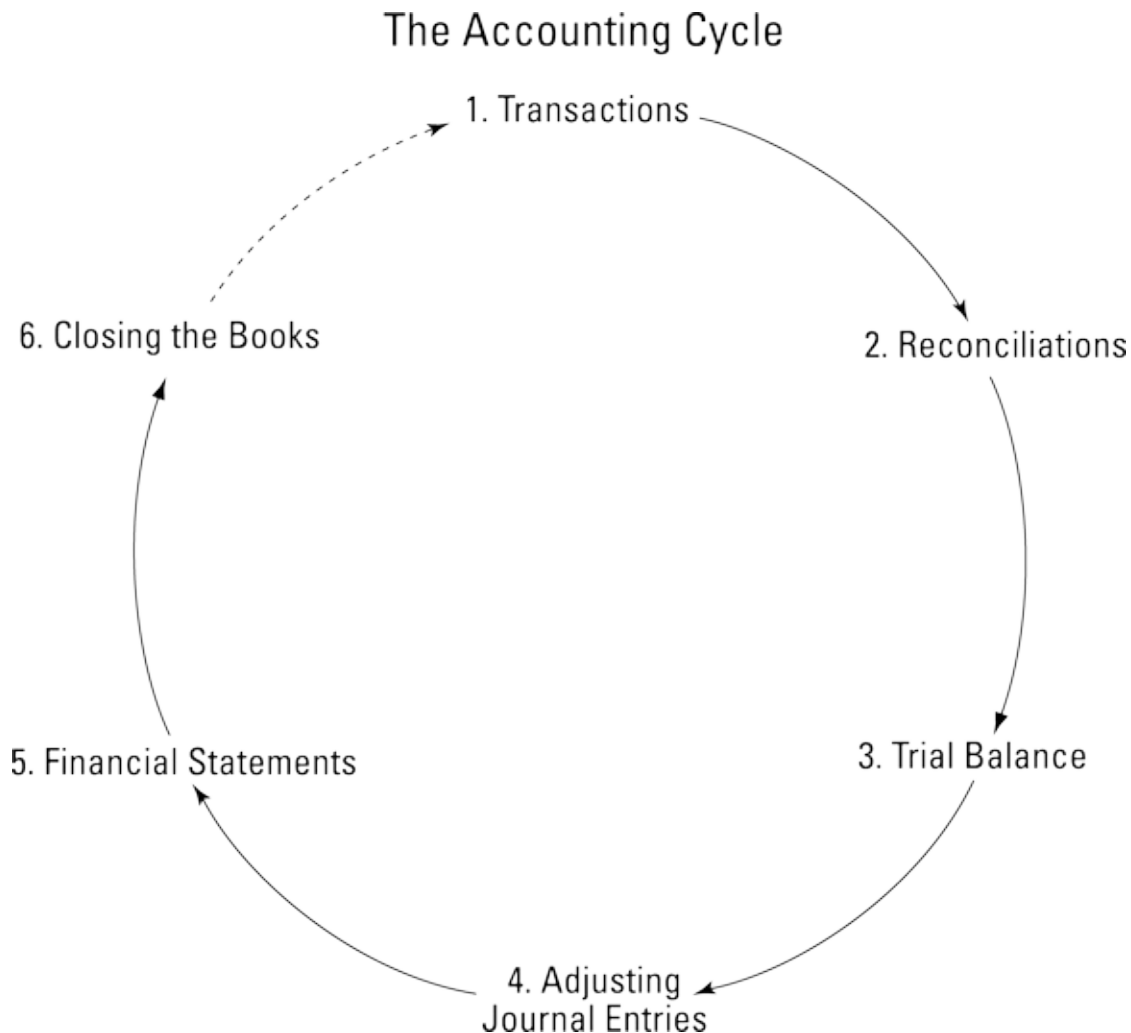 The Accounting Cycle
1. Transactions
2. Reconciliations
3. Trial Balance
4. Adjusting
Journal Entries
5. Financial Statements
6. Closing the Books